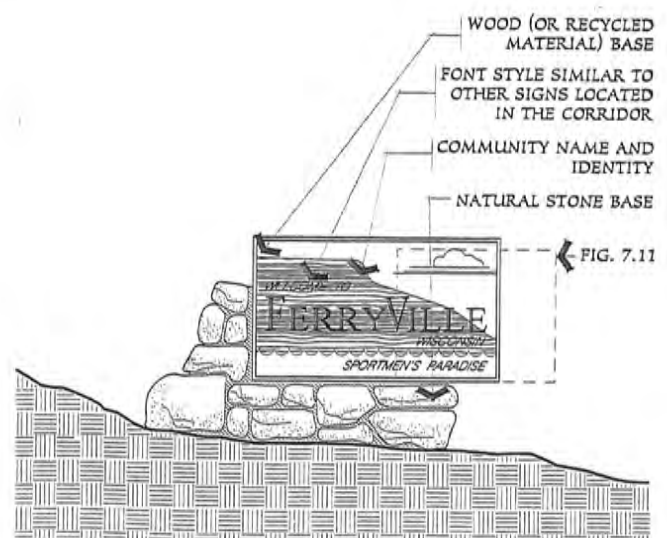 WOOD (OR RECYCLED
MATERIAL) BASE
FONT STYLE SIMILAR TO
OTHER SIGNS LOCATED
IN THE CORRIDOR
COMMUNITY NAME AND
IDENTITY
NATURAL STONE BASE
FIG. 7.11
WELCOME TO
FERRYVILLE
WISCONSIN
SPORTMEN'S PARADISE